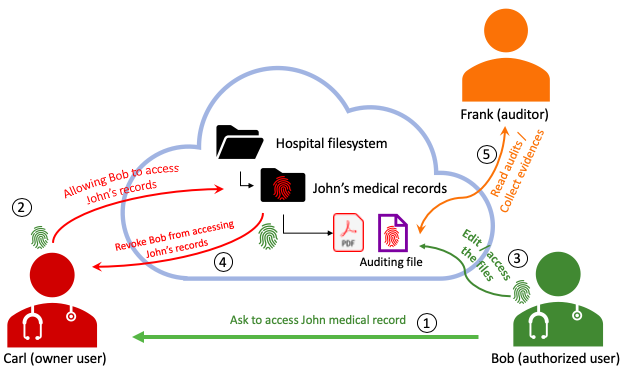 Frank (auditor)
Hospital filesystem
⑤
Read audits /
Collect evidences
Allowing Bob to access
John's records
②
John's medical records
Revoke Bob from accessing
John's records
④
PDF
Auditing file
Edit / access
the files
③
Ask to access John medical record
①
Carl (owner user)
Bob (authorized user)